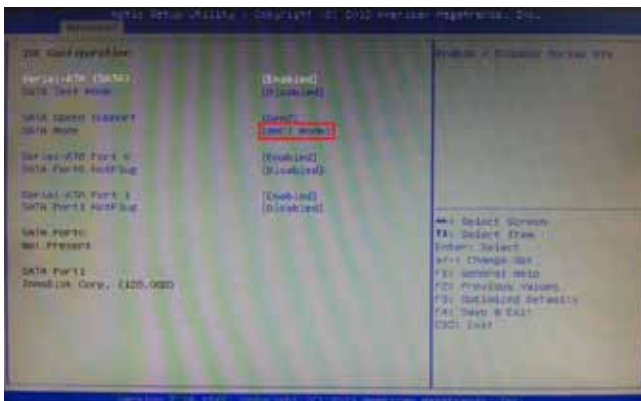 Aptio Setup Utility - Copyright (C) 2012 American Megatrends, Inc.
Advanced
IDE Configuration
Serial-ATA (SATA) [Enabled]
SATA Test Mode [Disabled]
SATA Speed Support
SATA Mode [AHCI Mode]
Serial-ATA Port 0 [Enabled]
SATA Port0 HotPlug [Disabled]
Serial-ATA Port 1 [Enabled]
SATA Port1 HotPlug [Disabled]
SATA Port0
Not Present
SATA Port1
InnoDisk Corp. (128.0GB)
Enable / Disable Serial ATA
: Select Screen
: Select Item
Enter: Select
+/-: Change Opt.
F1: General Help
F2: Previous Values
F3: Optimized Defaults
F4: Save & Exit
ESC: Exit